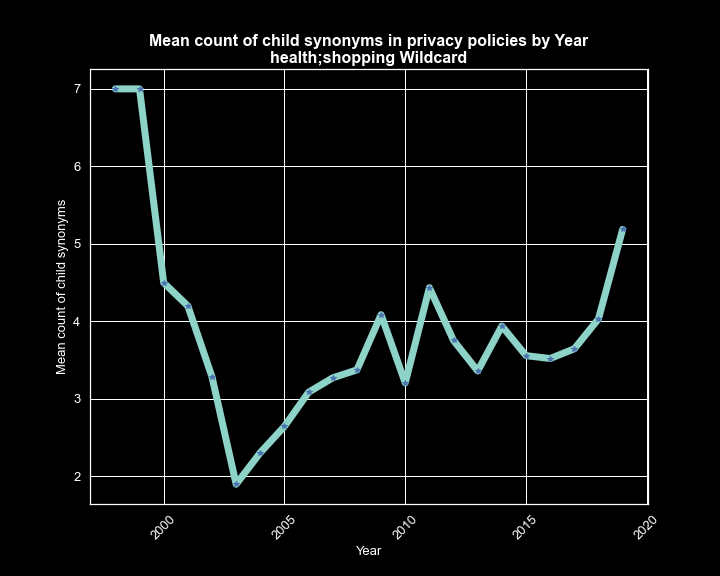 Mean count of child synonyms in privacy policies by Year
health;shopping Wildcard
7
6
5
4
3
2
Mean count of child synonyms
2000
2005
2010
2015
2020
Year